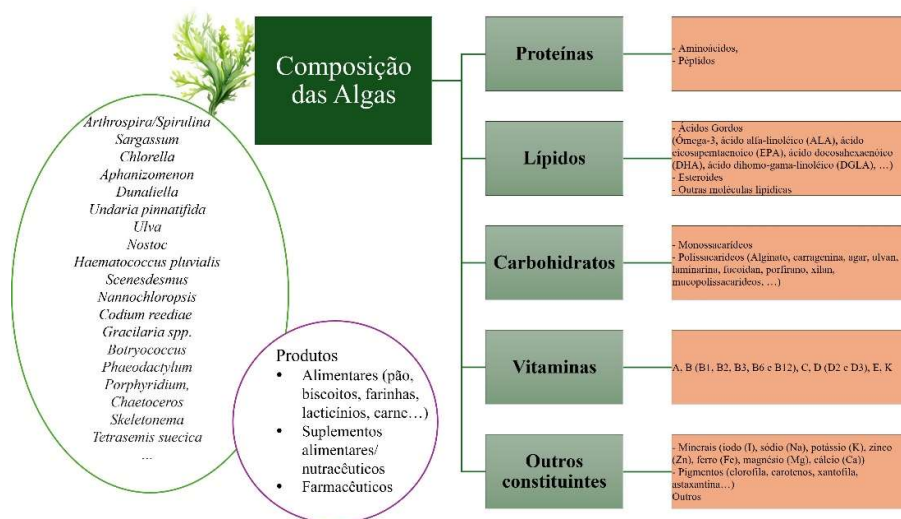 Composição
das Algas
Arthrospira/Spirulina
Sargassum
Chlorella
Aphanizomenon
Dunaliella
Undaria pinnatifida
Ulva
Nostoc
Haematococcus pluvialis
Scenesdesmus
Nannochloropsis
Codium reediae
Gracilaria spp.
Botryococcus
Phaeodactylum
Porphyridium,
Chaetoceros
Skeletonema
Tetrasemis suecica
...
Produtos
• Alimentares (pão,
biscoitos, farinhas,
lacticínios, carne...)
• Suplementos
alimentares/
nutracêuticos
• Farmacêuticos
Proteínas
- Aminoácidos,
- Péptidos
Lípidos
- Ácidos Gordos
(Ómega-3, ácido alfa-linoléico (ALA), ácido
eicosapemtaenoico (EPA), ácido docosahexaenóico
(DHA), ácido dihomo-gama-linoléico (DGLA), ...)
- Esteroides
- Outras moléculas lipídicas
Carbohidratos
- Monossacarídeos
- Polissacarídeos (Alginato, carragenina, agar, ulvan,
laminarina, fucoidan, porfirano, xilan,
mucopolissacarídeos, ...)
Vitaminas
A, B (B1, B2, B3, B6 e B12), C, D (D2 e D3), E, K
Outros
constituintes
- Minerais (iodo (I), sódio (Na), potássio (K), zinco
(Zn), ferro (Fe), magnésio (Mg), cálcio (Ca))
- Pigmentos (clorofila, carotenos, xantofila,
astaxantina...)
Outros